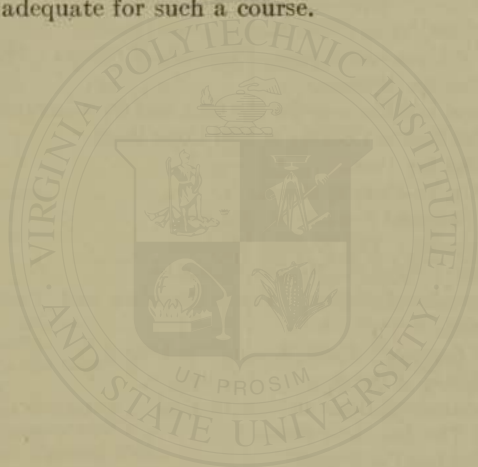 adequate for such a course.
VIRGINIA POLYTECHNIC INSTITUTE
· AND STATE UNIVERSITY ·
UT PROSIM